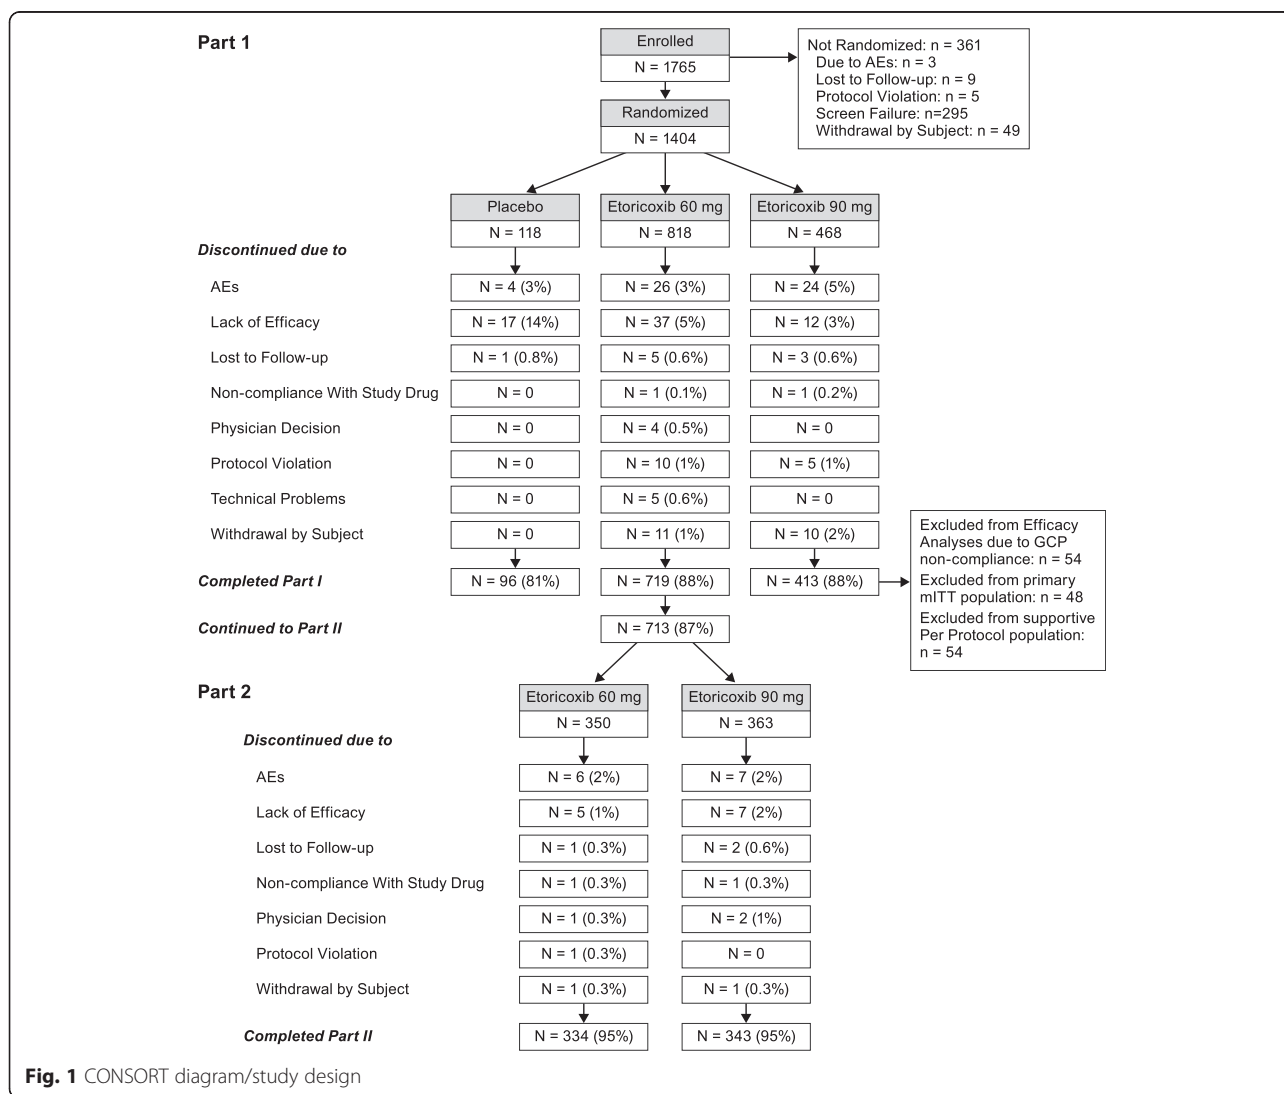 Part 1
Enrolled
N = 1765
Not Randomized: n = 361
Due to AEs: n = 3
Lost to Follow-up: n = 9
Protocol Violation: n = 5
Screen Failure: n=295
Withdrawal by Subject: n = 49
Randomized
N = 1404
Placebo Etoricoxib 60 mg Etoricoxib 90 mg
N = 118 N = 818 N = 468
Discontinued due to
AEs N = 4 (3%) N = 26 (3%) N = 24 (5%)
Lack of Efficacy N = 17 (14%) N = 37 (5%) N = 12 (3%)
Lost to Follow-up N = 1 (0.8%) N = 5 (0.6%) N = 3 (0.6%)
Non-compliance With Study Drug N = 0 N = 1 (0.1%) N = 1 (0.2%)
Physician Decision N = 0 N = 4 (0.5%) N = 0
Protocol Violation N = 0 N = 10 (1%) N = 5 (1%)
Technical Problems N = 0 N = 5 (0.6%) N = 0
Withdrawal by Subject N = 0 N = 11 (1%) N = 10 (2%)
Completed Part I N = 96 (81%) N = 719 (88%) N = 413 (88%)
Excluded from Efficacy
Analyses due to GCP
non-compliance: n = 54
Excluded from primary
mITT population: n = 48
Excluded from supportive
Per Protocol population:
n = 54
Continued to Part II N = 713 (87%)
Part 2
Etoricoxib 60 mg Etoricoxib 90 mg
N = 350 N = 363
Discontinued due to
AEs N = 6 (2%) N = 7 (2%)
Lack of Efficacy N = 5 (1%) N = 7 (2%)
Lost to Follow-up N = 1 (0.3%) N = 2 (0.6%)
Non-compliance With Study Drug N = 1 (0.3%) N = 1 (0.3%)
Physician Decision N = 1 (0.3%) N = 2 (1%)
Protocol Violation N = 1 (0.3%) N = 0
Withdrawal by Subject N = 1 (0.3%) N = 1 (0.3%)
Completed Part II N = 334 (95%) N = 343 (95%)
Fig. 1 CONSORT diagram/study design